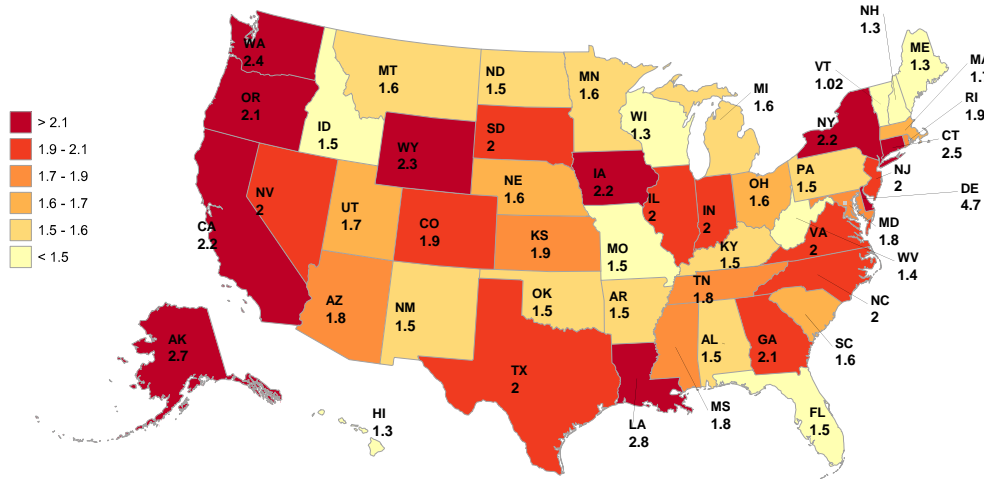 NH
1.3
ME
1.3
WA
2.4
MA
1.7
VT
1.02
MT
1.6
ND
1.5
MN
1.6
MI
1.6
RI
1.9
OR
2.1
> 2.1
1.9 - 2.1
1.7 - 1.9
1.6 - 1.7
1.5 - 1.6
< 1.5
ID
1.5
WI
1.3
NY
2.2
CT
2.5
SD
2
WY
2.3
NJ
2
PA
1.5
IA
2.2
OH
1.6
DE
4.7
NE
1.6
NV
2
UT
1.7
IL
2
IN
2
CO
1.9
MD
1.8
CA
2.2
KS
1.9
MO
1.5
KY
1.5
VA
2
WV
1.4
TN
1.8
AZ
1.8
NM
1.5
OK
1.5
AR
1.5
NC
2
AK
2.7
AL
1.5
GA
2.1
SC
1.6
TX
2
MS
1.8
HI
1.3
LA
2.8
FL
1.5